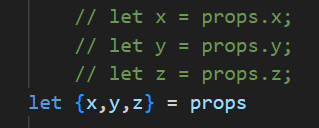 // let x = props.x;
// let y = props.y;
// let z = props.z;
let {x,y,z} = props